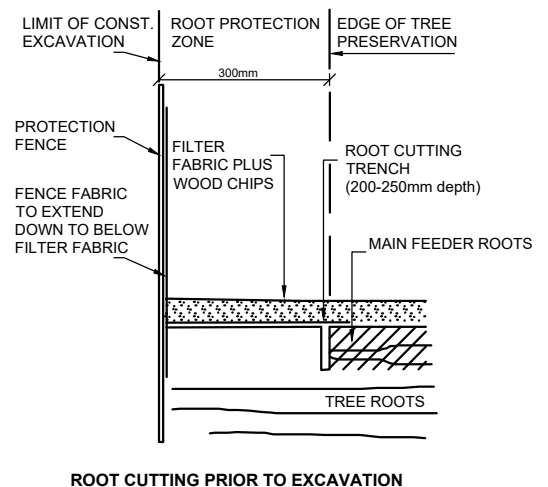 LIMIT OF CONST.
EXCAVATION
ROOT PROTECTION
ZONE
EDGE OF TREE
PRESERVATION
300mm
PROTECTION
FENCE
FILTER
FABRIC PLUS
WOOD CHIPS
ROOT CUTTING
TRENCH
(200-250mm depth)
FENCE FABRIC
TO EXTEND
DOWN TO BELOW
FILTER FABRIC
MAIN FEEDER ROOTS
TREE ROOTS
ROOT CUTTING PRIOR TO EXCAVATION